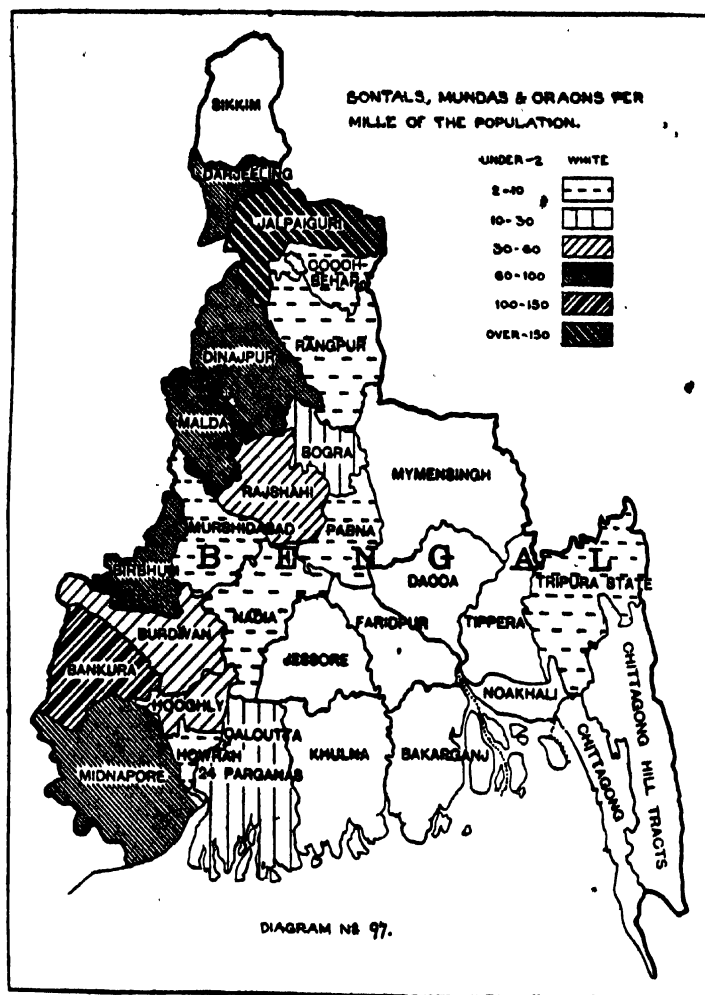 SONTALS, MUNDAS & ORAONS PER
MILLE OF THE POPULATION.
UNDER-2 WHITE
2-10
10-30
30-60
60-100
100-150
OVER-150
SIKKIM
DARJEELING
JALPAIGURI
COOCH
BEHAR
RANGPUR
DINAJPUR
MALDA
BOGRA
MYMENSINGH
RAJSHAHI
MURSHIDABAD
PABNA
BENGAL
BIRBHUM
DACCA
TRIPURA STATE
NADIA
FARIDPUR
TIPPERA
BURDWAN
JESSORE
BANKURA
NOAKHALI
HOOGHLY
CALCUTTA
HOWRAH
24 PARGANAS
KHULNA
BAKARGANJ
MIDNAPORE
CHITTAGONG
CHITTAGONG HILL TRACTS
DIAGRAM NO 97.